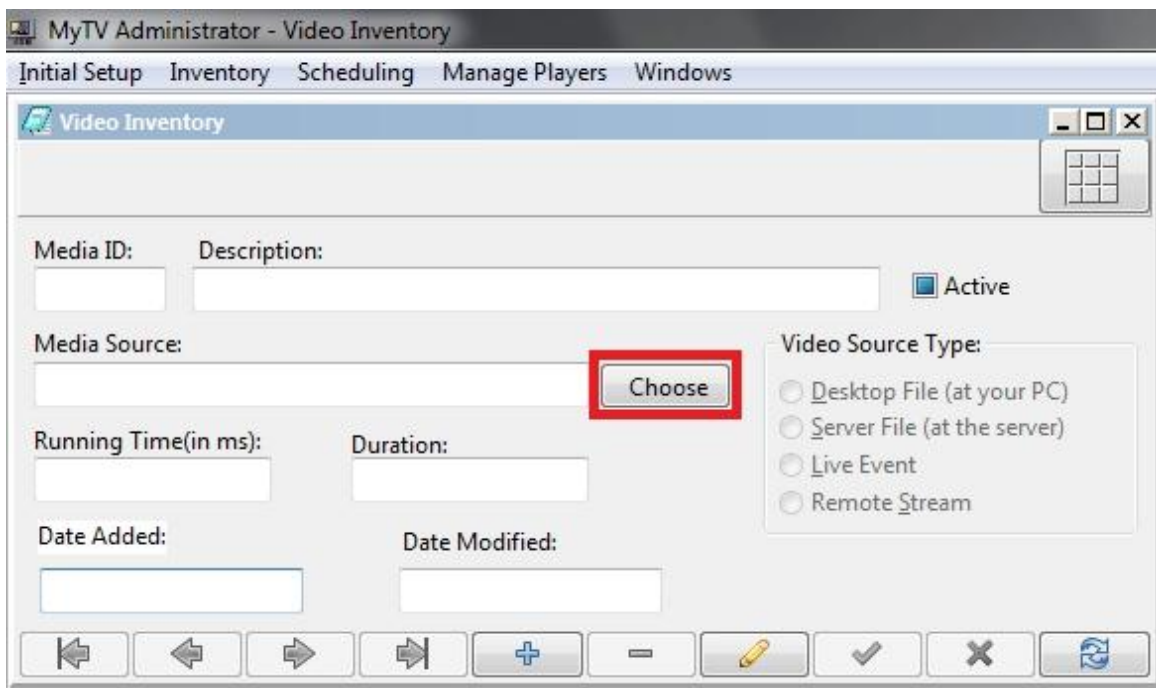 MyTV Administrator - Video Inventory
Initial Setup Inventory Scheduling Manage Players Windows
Video Inventory
Media ID: Description:
Active
Media Source:
Video Source Type:
Choose
Desktop File (at your PC)
Server File (at the server)
Running Time(in ms): Duration:
Live Event
Remote Stream
Date Added: Date Modified: